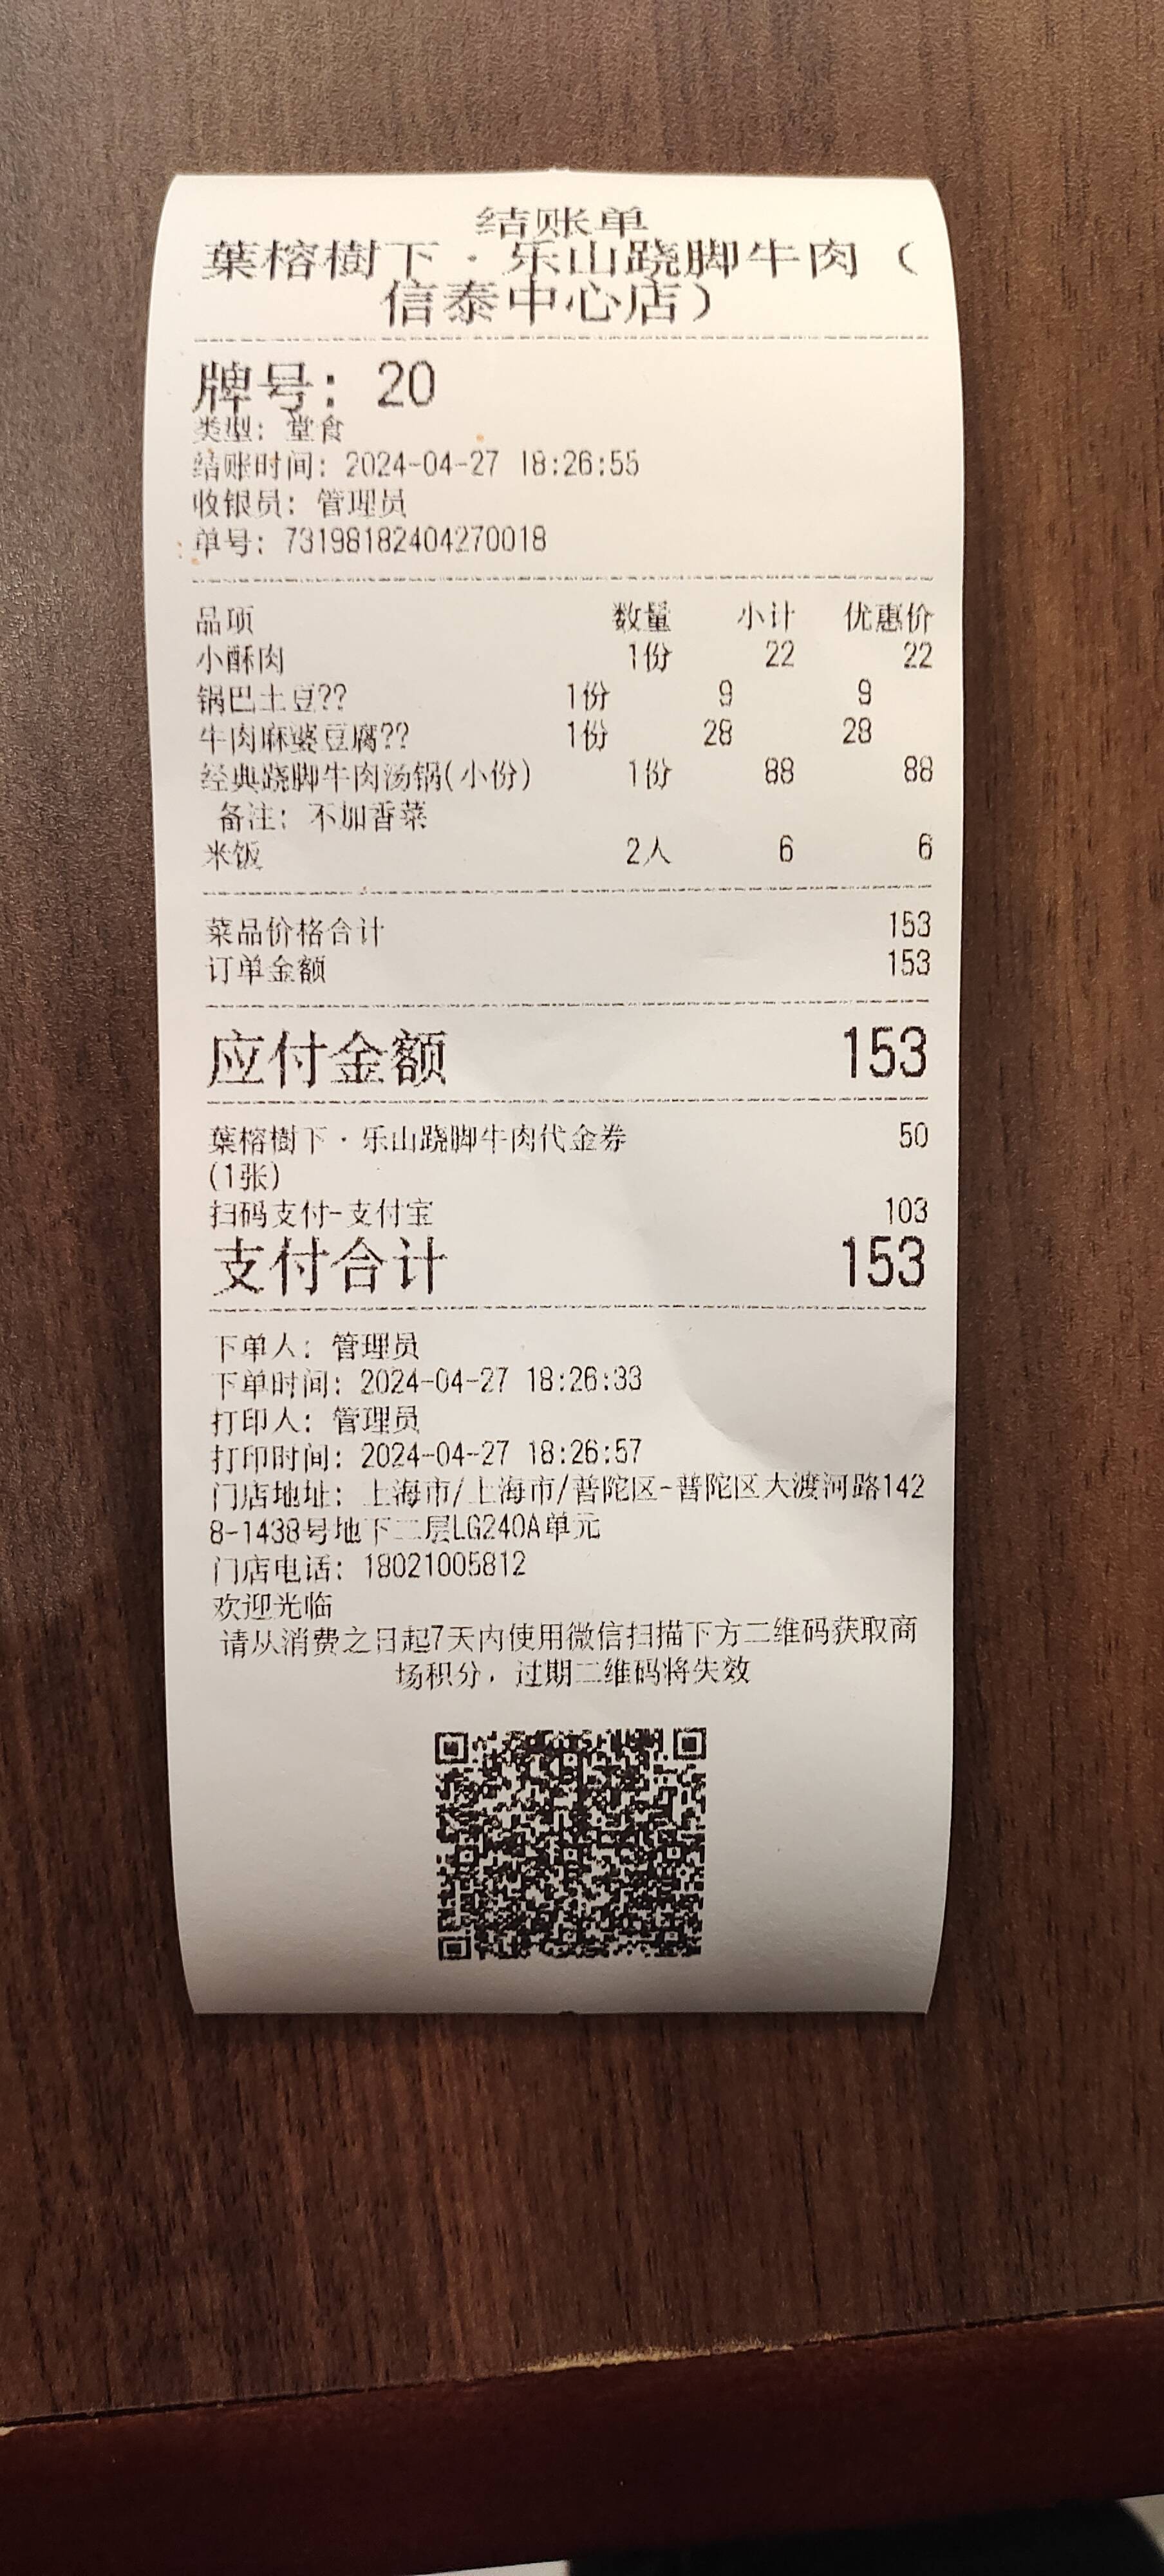 结账单
葉榕樹下·乐山跷脚牛肉（
信泰中心店）
牌号: 20
类型: 堂食
结账时间: 2024-04-27 18:26:55
收银员: 管理员
单号: 73198182404270018
品项 数量 小计 优惠价
小酥肉 1份 22 22
锅巴土豆?? 1份 9 9
牛肉麻婆豆腐?? 1份 28 28
经典跷脚牛肉汤锅(小份) 1份 88 88
备注: 不加香菜
米饭 2人 6 6
菜品价格合计 153
订单金额 153
应付金额 153
葉榕樹下·乐山跷脚牛肉代金券 50
(1张)
扫码支付-支付宝 103
支付合计 153
下单人: 管理员
下单时间: 2024-04-27 18:26:33
打印人: 管理员
打印时间: 2024-04-27 18:26:57
门店地址: 上海市/上海市/普陀区-普陀区大渡河路142
8-1438号地下二层LG240A单元
门店电话: 18021005812
欢迎光临
请从消费之日起7天内使用微信扫描下方二维码获取商
场积分，过期二维码将失效